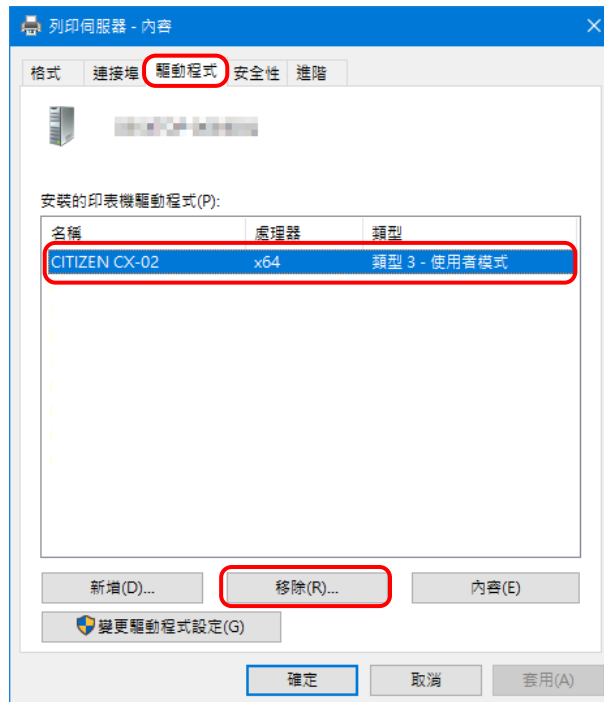 列印伺服器 - 內容
格式 連接埠 驅動程式 安全性 進階
安裝的印表機驅動程式(P):
名稱 處理器 類型
CITIZEN CX-02 x64 類型 3 - 使用者模式
新增(D)... 移除(R)... 內容(E)
變更驅動程式設定(G)
確定 取消 套用(A)